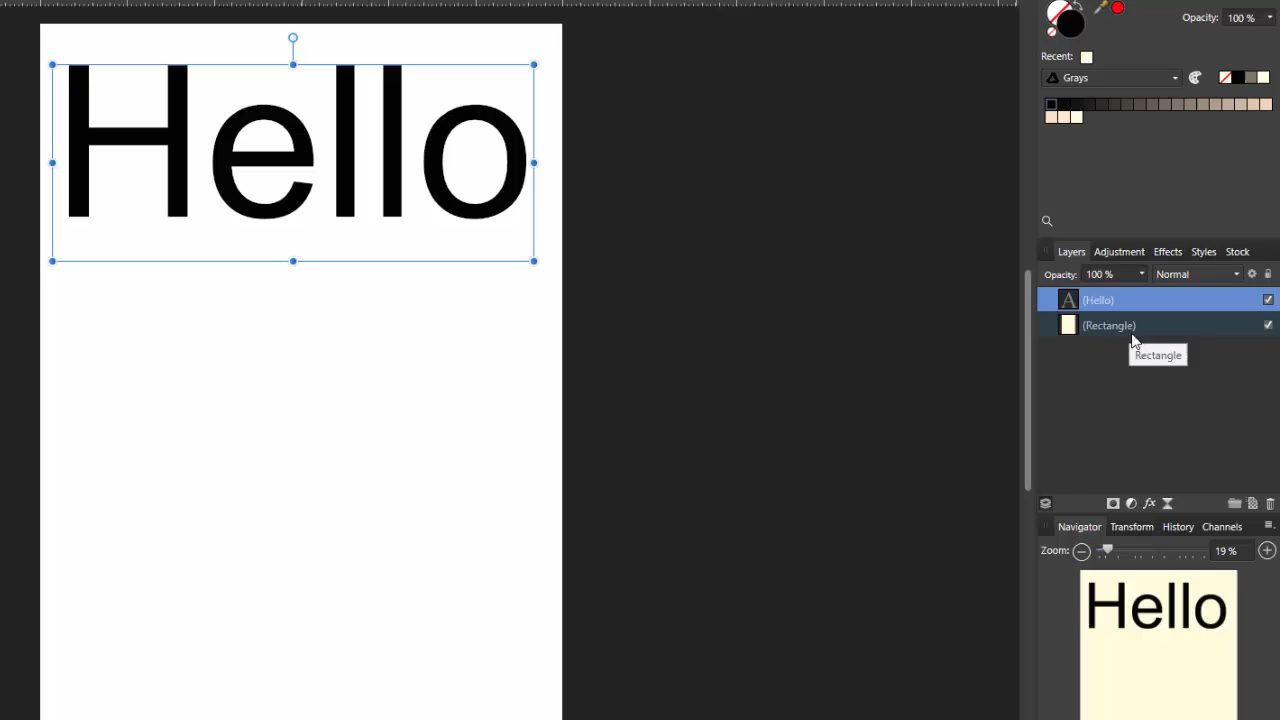 Hello
Opacity: 100 %
Recent:
Grays
Layers Adjustment Effects Styles Stock
Opacity: 100 % Normal
A (Hello)
(Rectangle)
Rectangle
fx
Navigator Transform History Channels
Zoom: 19 %
Hello